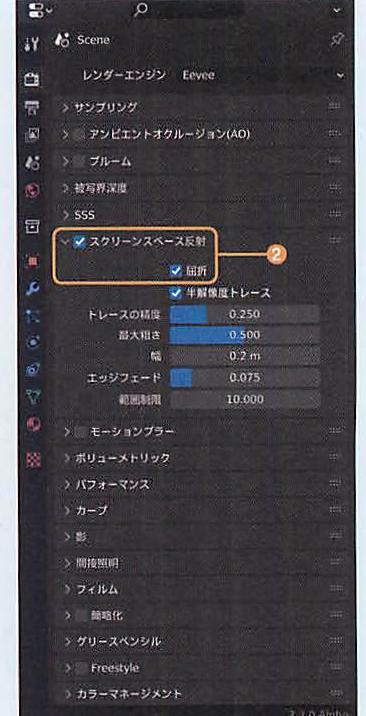 Scene
レンダーエンジン Eevee
サンプリング
アンビエントオクルージョン(AO)
ブルーム
被写界深度
SSS
スクリーンスペース反射
2
屈折
半解像度トレース
トレースの精度 0.250
最大粗さ 0.500
幅 0.2 m
エッジフェード 0.075
範囲制限 10.000
モーションブラー
ボリューメトリック
パフォーマンス
カーブ
影
間接照明
フィルム
簡略化
グリースペンシル
Freestyle
カラーマネージメント